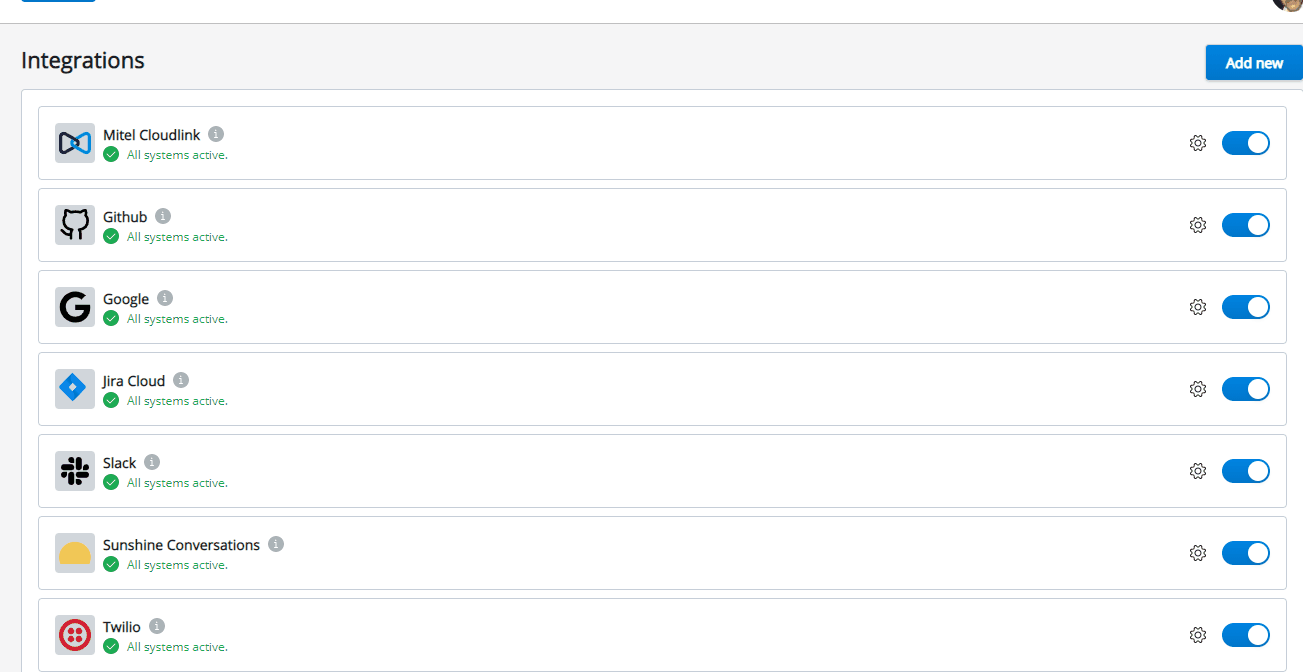 Integrations
Add new
Mitel Cloudlink
All systems active.
Github
All systems active.
Google
All systems active.
Jira Cloud
All systems active.
Slack
All systems active.
Sunshine Conversations
All systems active.
Twilio
All systems active.